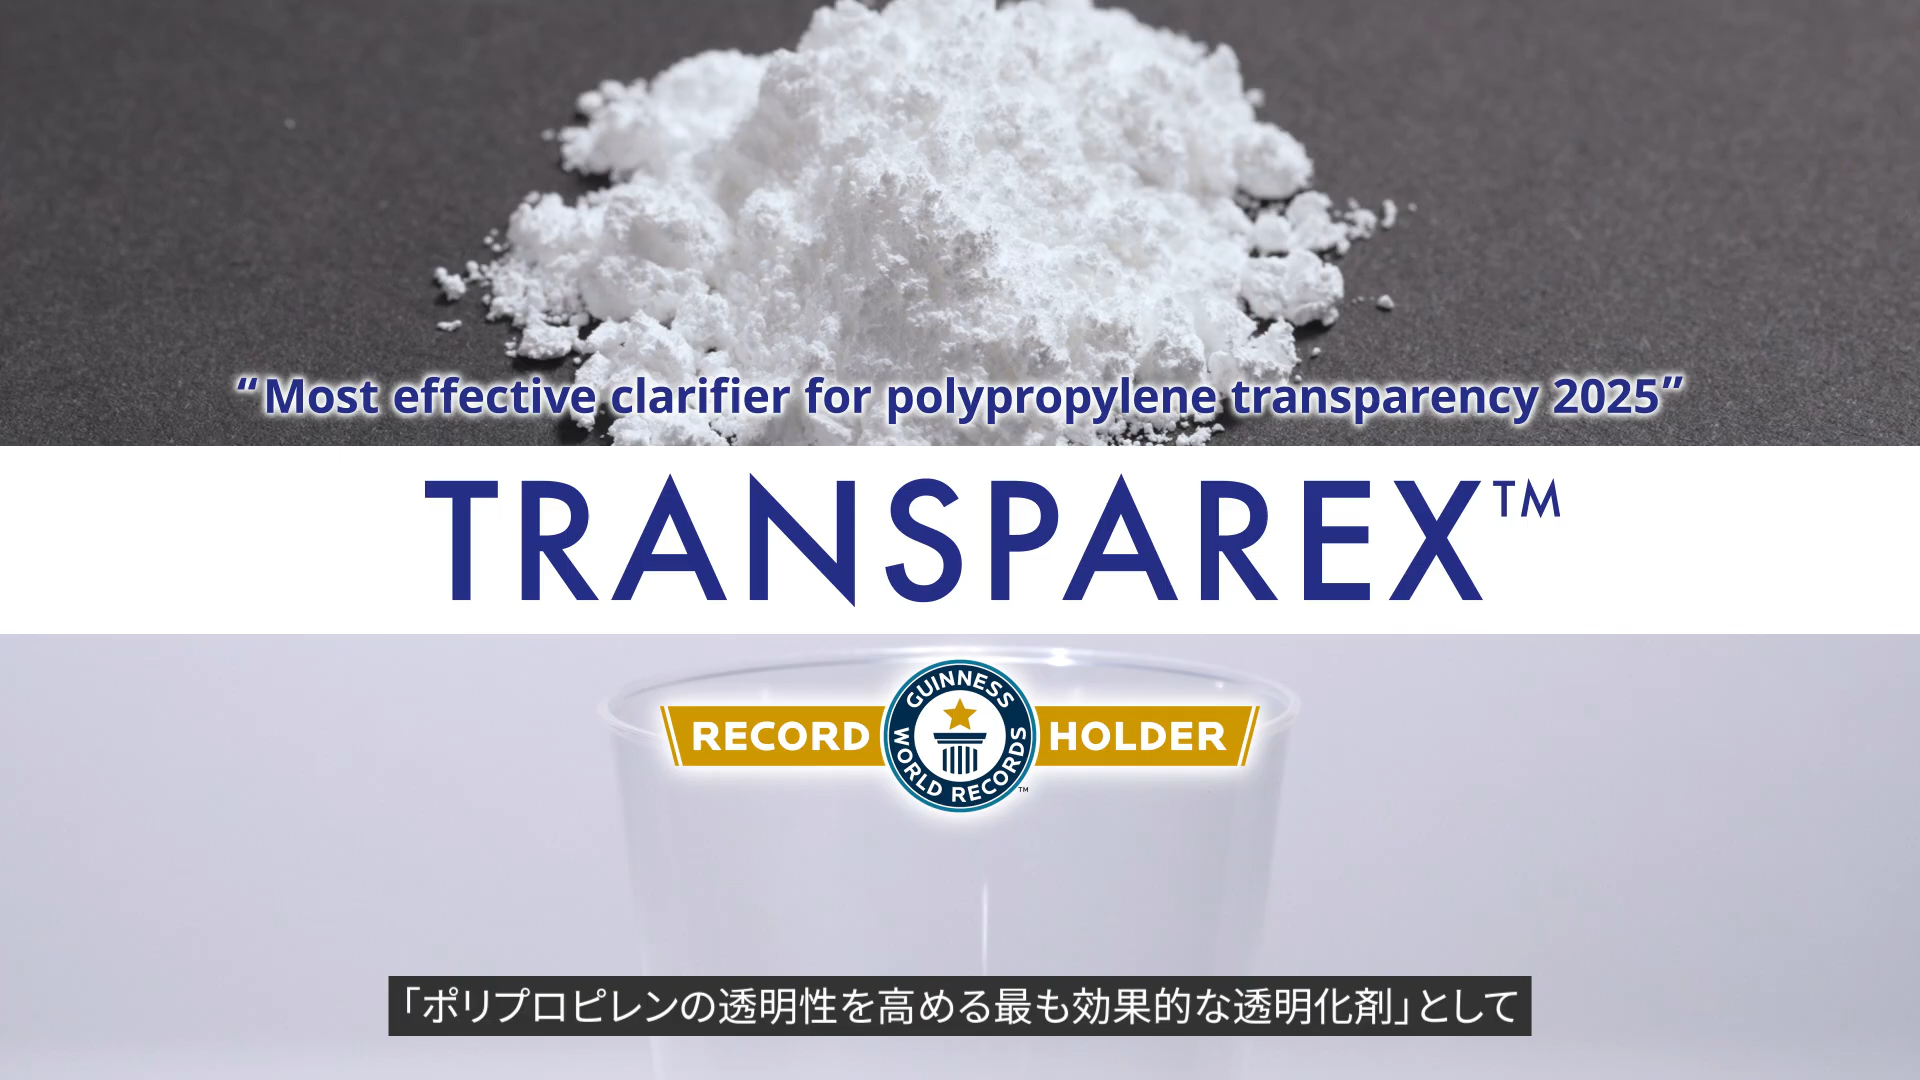 “Most effective clarifier for polypropylene transparency 2025”
TRANSPAREX™
RECORD HOLDER
GUINNESS WORLD RECORDS™
「ポリプロピレンの透明性を高める最も効果的な透明化剤」として